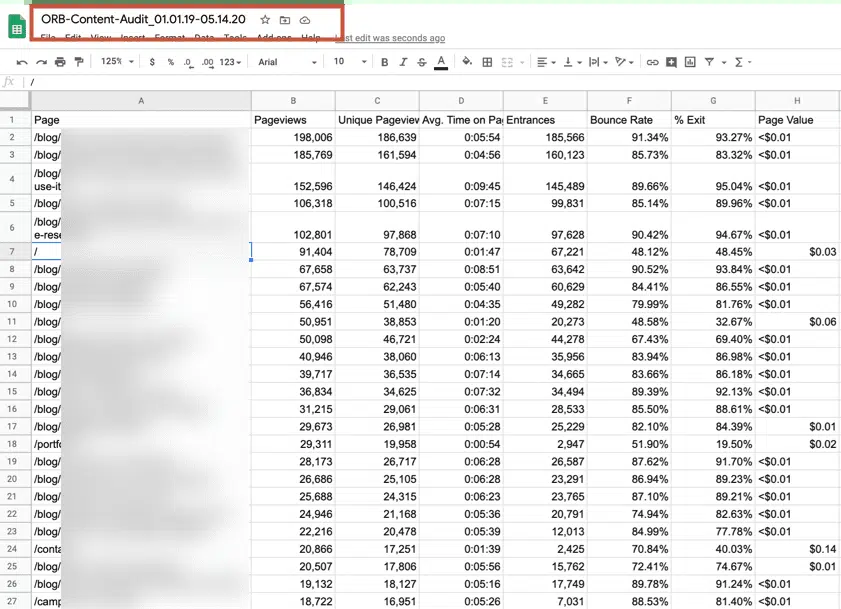 ORB-Content-Audit_01.01.19-05.14.20
File Edit View Insert Format Data Tools Add-ons Help Last edit was seconds ago
125% $ % .0 .00 123 Arial 10 B I S A
fx /
A B C D E F G H
1 Page Pageviews Unique Pageview Avg. Time on Pa Entrances Bounce Rate % Exit Page Value
2 /blog/ 198,006 186,639 0:05:54 185,566 91.34% 93.27% <$0.01
3 /blog/ 185,769 161,594 0:04:56 160,123 85.73% 83.32% <$0.01
/blog/
4 use-it 152,596 146,424 0:09:45 145,489 89.66% 95.04% <$0.01
5 /blog/ 106,318 100,516 0:07:15 99,831 85.14% 89.96% <$0.01
/blog/
6 e-rese 102,801 97,868 0:07:10 97,628 90.42% 94.67% <$0.01
7 / 91,404 78,709 0:01:47 67,221 48.12% 48.45% $0.03
8 /blog/ 67,658 63,737 0:08:51 63,642 90.52% 93.84% <$0.01
9 /blog/ 67,574 62,243 0:05:40 60,629 84.41% 86.55% <$0.01
10 /blog/ 56,416 51,480 0:04:35 49,282 79.99% 81.76% <$0.01
11 /blog/ 50,951 38,853 0:01:20 20,273 48.58% 32.67% $0.06
12 /blog/ 50,098 46,721 0:02:24 44,278 67.43% 69.40% <$0.01
13 /blog/ 40,946 38,060 0:06:13 35,956 83.94% 86.98% <$0.01
14 /blog/ 39,717 36,535 0:07:14 34,665 83.66% 86.18% <$0.01
15 /blog/ 36,834 34,625 0:07:32 34,494 89.39% 92.13% <$0.01
16 /blog/ 31,215 29,061 0:06:31 28,533 85.50% 88.61% <$0.01
17 /blog/ 29,673 26,981 0:05:28 25,229 82.10% 84.39% $0.01
18 /portfo 29,311 19,958 0:00:54 2,947 51.90% 19.50% $0.02
19 /blog/ 28,173 26,717 0:06:28 26,587 87.62% 91.70% <$0.01
20 /blog/ 26,686 25,105 0:06:28 23,291 86.94% 89.23% <$0.01
21 /blog/ 25,688 24,315 0:06:23 23,765 87.10% 89.21% <$0.01
22 /blog/ 24,946 21,168 0:05:36 20,791 74.94% 82.63% <$0.01
23 /blog/ 22,216 20,478 0:05:39 12,013 84.99% 77.78% <$0.01
24 /conta 20,866 17,251 0:01:39 2,425 70.84% 40.03% $0.14
25 /blog/ 20,507 17,806 0:05:56 15,762 72.41% 74.67% $0.01
26 /blog/ 19,132 18,127 0:05:16 17,749 89.78% 91.24% <$0.01
27 /camp 18,722 16,951 0:05:26 7,031 88.53% 81.40% <$0.01